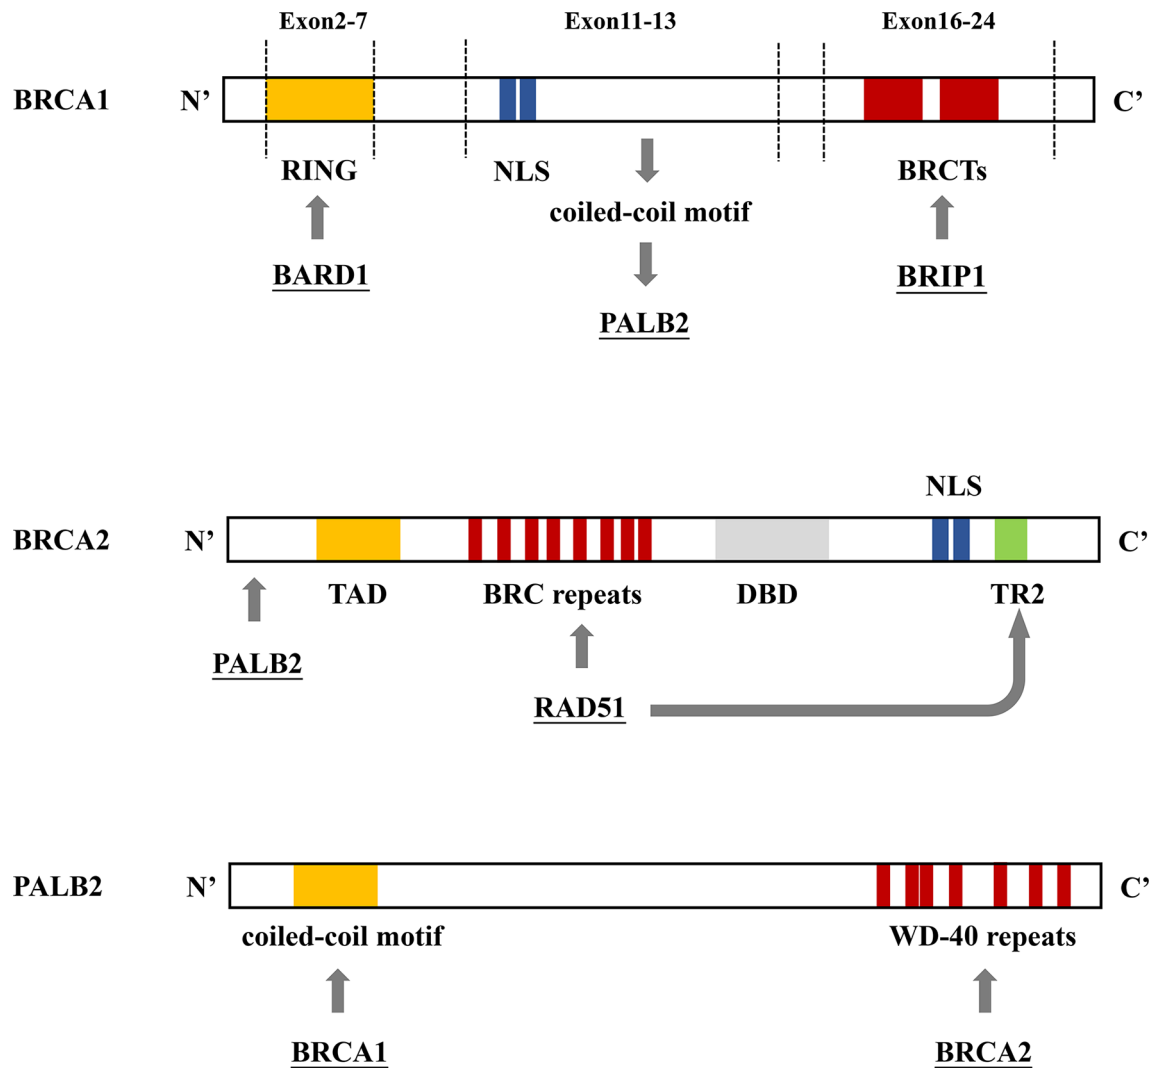 Exon2-7 Exon11-13 Exon16-24
BRCA1 N’ C’
RING NLS BRCTs
coiled-coil motif
BARD1 BRIP1
PALB2
NLS
BRCA2 N’ C’
TAD BRC repeats DBD TR2
PALB2
RAD51
PALB2 N’ C’
coiled-coil motif WD-40 repeats
BRCA1 BRCA2